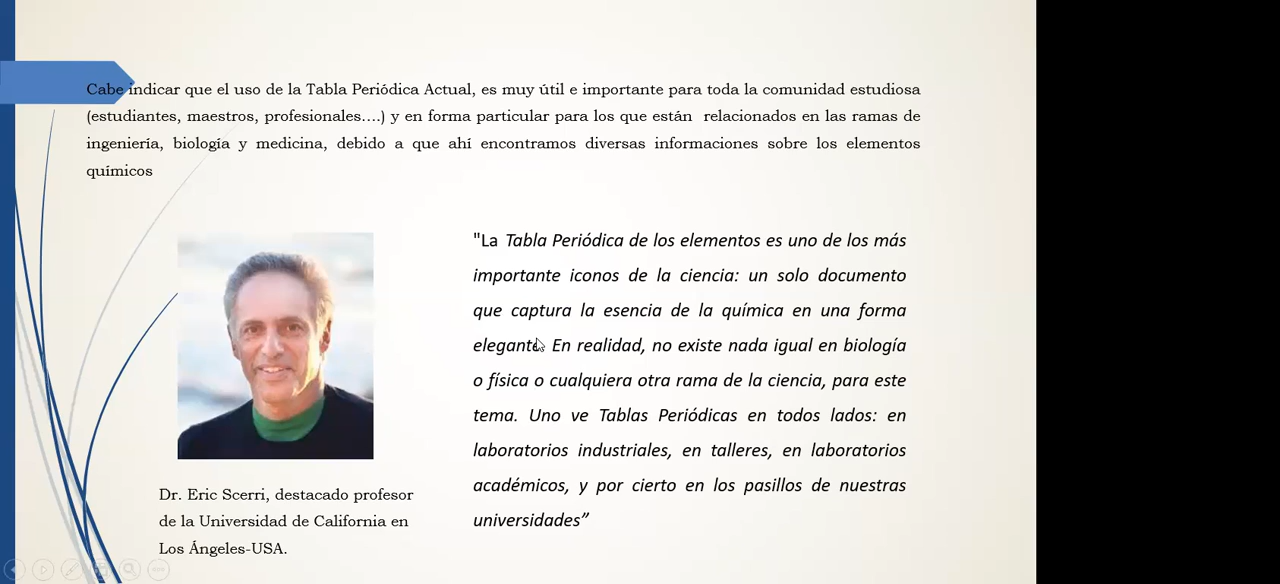 Cabe indicar que el uso de la Tabla Periódica Actual, es muy útil e importante para toda la comunidad estudiosa
(estudiantes, maestros, profesionales....) y en forma particular para los que están relacionados en las ramas de
ingeniería, biología y medicina, debido a que ahí encontramos diversas informaciones sobre los elementos
químicos
"La Tabla Periódica de los elementos es uno de los más
importante iconos de la ciencia: un solo documento
que captura la esencia de la química en una forma
elegante. En realidad, no existe nada igual en biología
o física o cualquiera otra rama de la ciencia, para este
tema. Uno ve Tablas Periódicas en todos lados: en
laboratorios industriales, en talleres, en laboratorios
académicos, y por cierto en los pasillos de nuestras
universidades”
Dr. Eric Scerri, destacado profesor
de la Universidad de California en
Los Ángeles-USA.